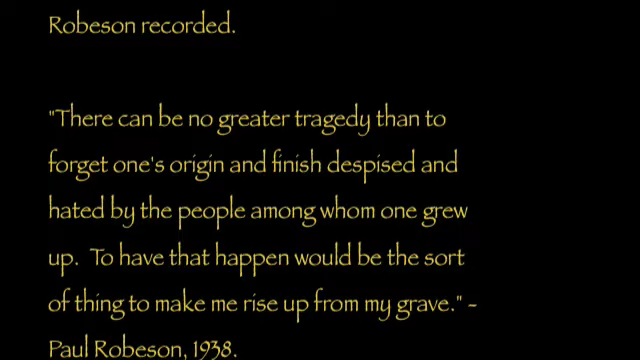 Robeson recorded.
"There can be no greater tragedy than to
forget one's origin and finish despised and
hated by the people among whom one grew
up.  To have that happen would be the sort
of thing to make me rise up from my grave." -
Paul Robeson, 1938.